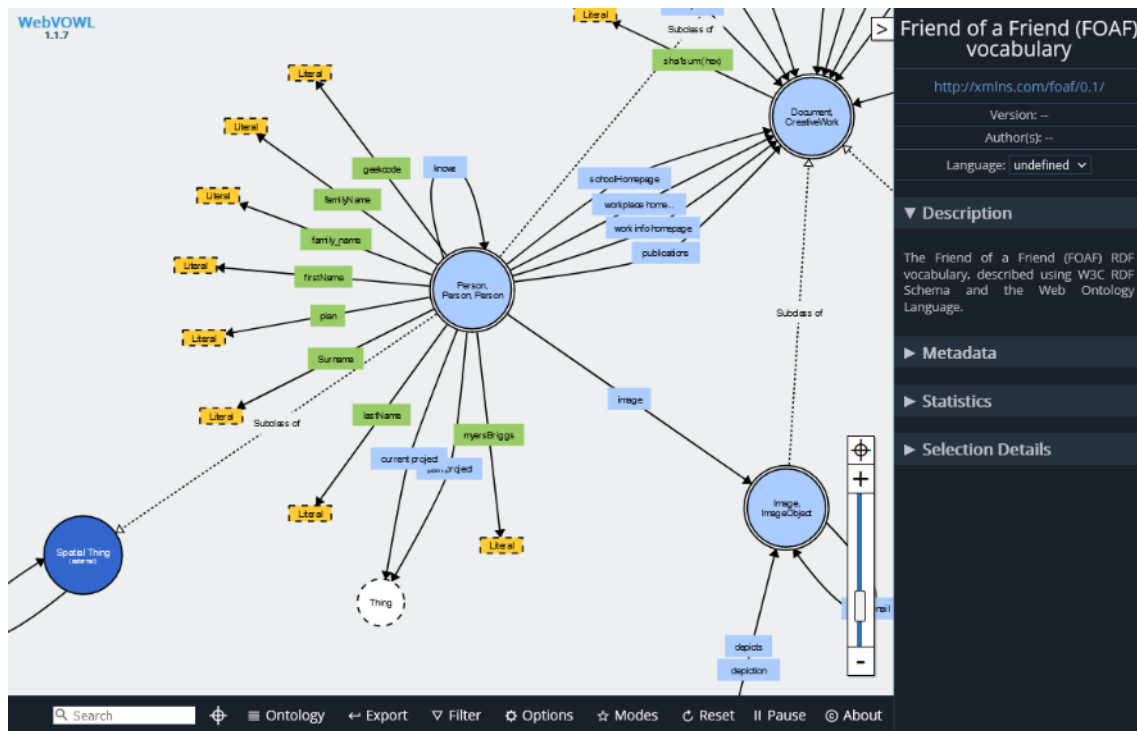 WebVOWL
1.1.7
Literal
Subclass of
>
sha1sum (hex)
Literal
Document,
CreativeWork
Literal
geekcode
knows
schoolHomepage
Literal
familyName
workplace home...
family_name
work info homepage
publications
Literal
firstName
Person,
Person, Person
plan
Subclass of
Literal
Surname
image
Literal
Subclass of
lastName
myersBriggs
current project
project
Literal
Image,
ImageObject
Literal
Spatial Thing
(external)
Thing
depicts
depiction
+
-
Friend of a Friend (FOAF)
vocabulary
http://xmlns.com/foaf/0.1/
Version: --
Author(s): --
Language: undefined
▼ Description
The Friend of a Friend (FOAF) RDF
vocabulary, described using W3C RDF
Schema and the Web Ontology
Language.
▶ Metadata
▶ Statistics
▶ Selection Details
Search
Ontology
Export
Filter
Options
Modes
Reset
Pause
© About